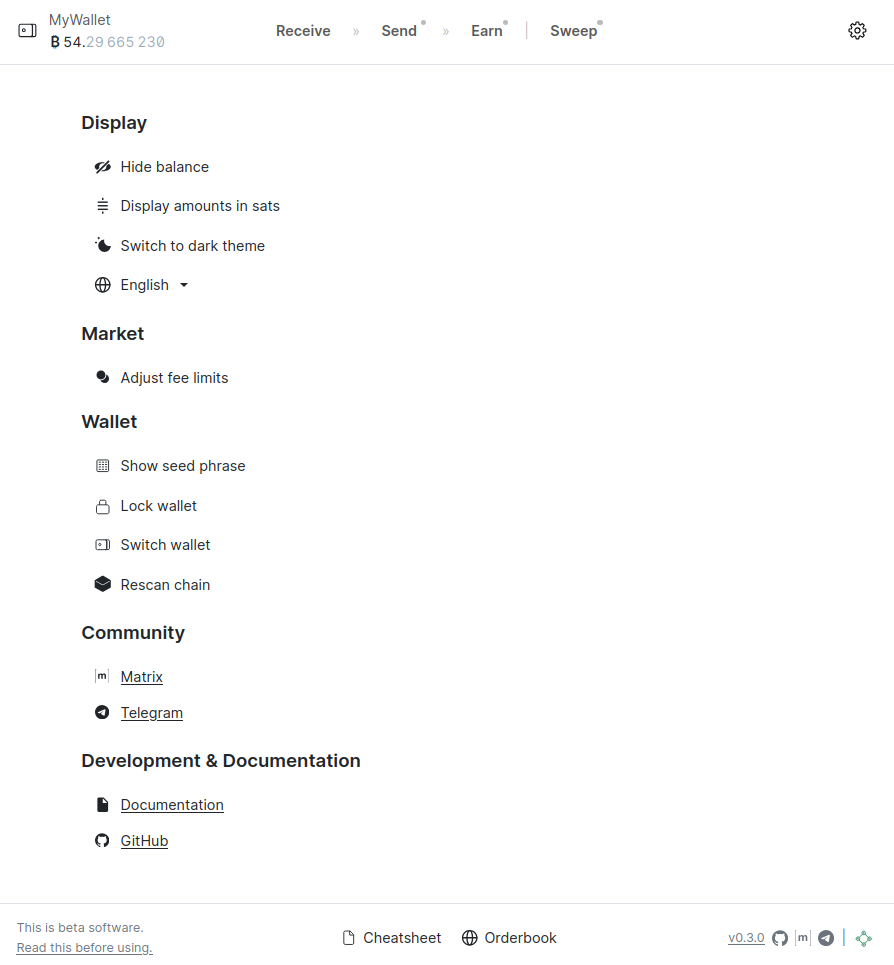 MyWallet
₿ 54.29 665 230
Receive » Send » Earn | Sweep
Display
Hide balance
Display amounts in sats
Switch to dark theme
English
Market
Adjust fee limits
Wallet
Show seed phrase
Lock wallet
Switch wallet
Rescan chain
Community
|m| Matrix
Telegram
Development & Documentation
Documentation
GitHub
This is beta software.
Read this before using.
Cheatsheet Orderbook
v0.3.0 |m|